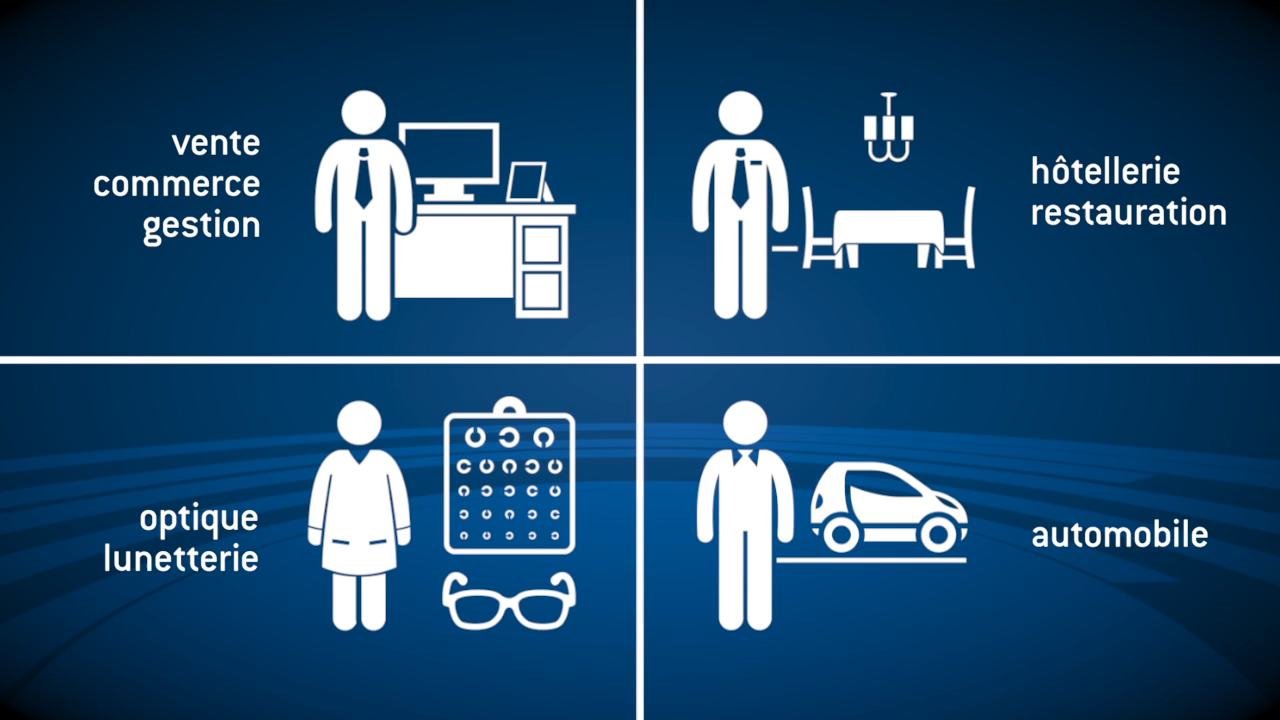 vente
commerce
gestion
hôtellerie
restauration
optique
lunetterie
automobile